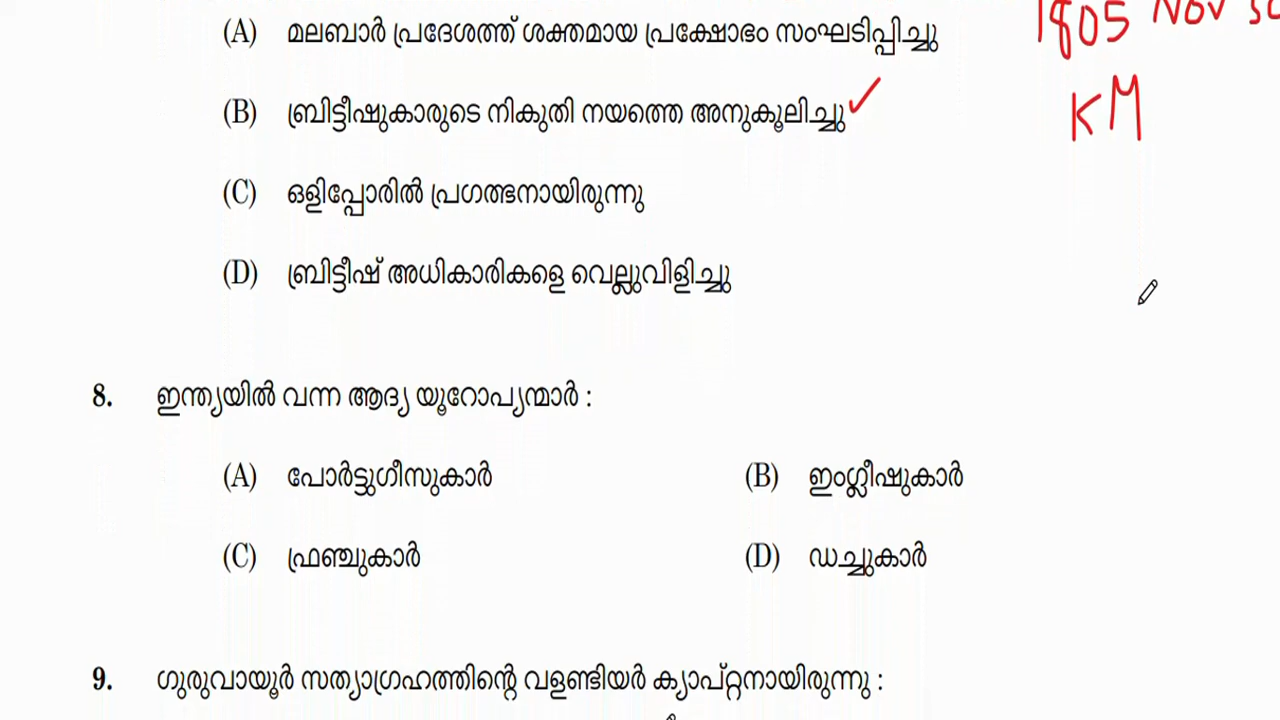 (A) മലബാർ പ്രദേശത്ത് ശക്തമായ പ്രക്ഷോഭം സംഘടിപ്പിച്ചു
1805 Nov
(B) ബ്രിട്ടീഷുകാരുടെ നികുതി നയത്തെ അനുകൂലിച്ചു
KM
(C) ഒളിപ്പോരിൽ പ്രഗത്ഭനായിരുന്നു
(D) ബ്രിട്ടീഷ് അധികാരികളെ വെല്ലുവിളിച്ചു
8. ഇന്ത്യയിൽ വന്ന ആദ്യ യൂറോപ്യന്മാർ :
(A) പോർട്ടുഗീസുകാർ (B) ഇംഗ്ലീഷുകാർ
(C) ഫ്രഞ്ചുകാർ (D) ഡച്ചുകാർ
9. ഗുരുവായൂർ സത്യാഗ്രഹത്തിന്റെ വളണ്ടിയർ ക്യാപ്റ്റനായിരുന്നു :